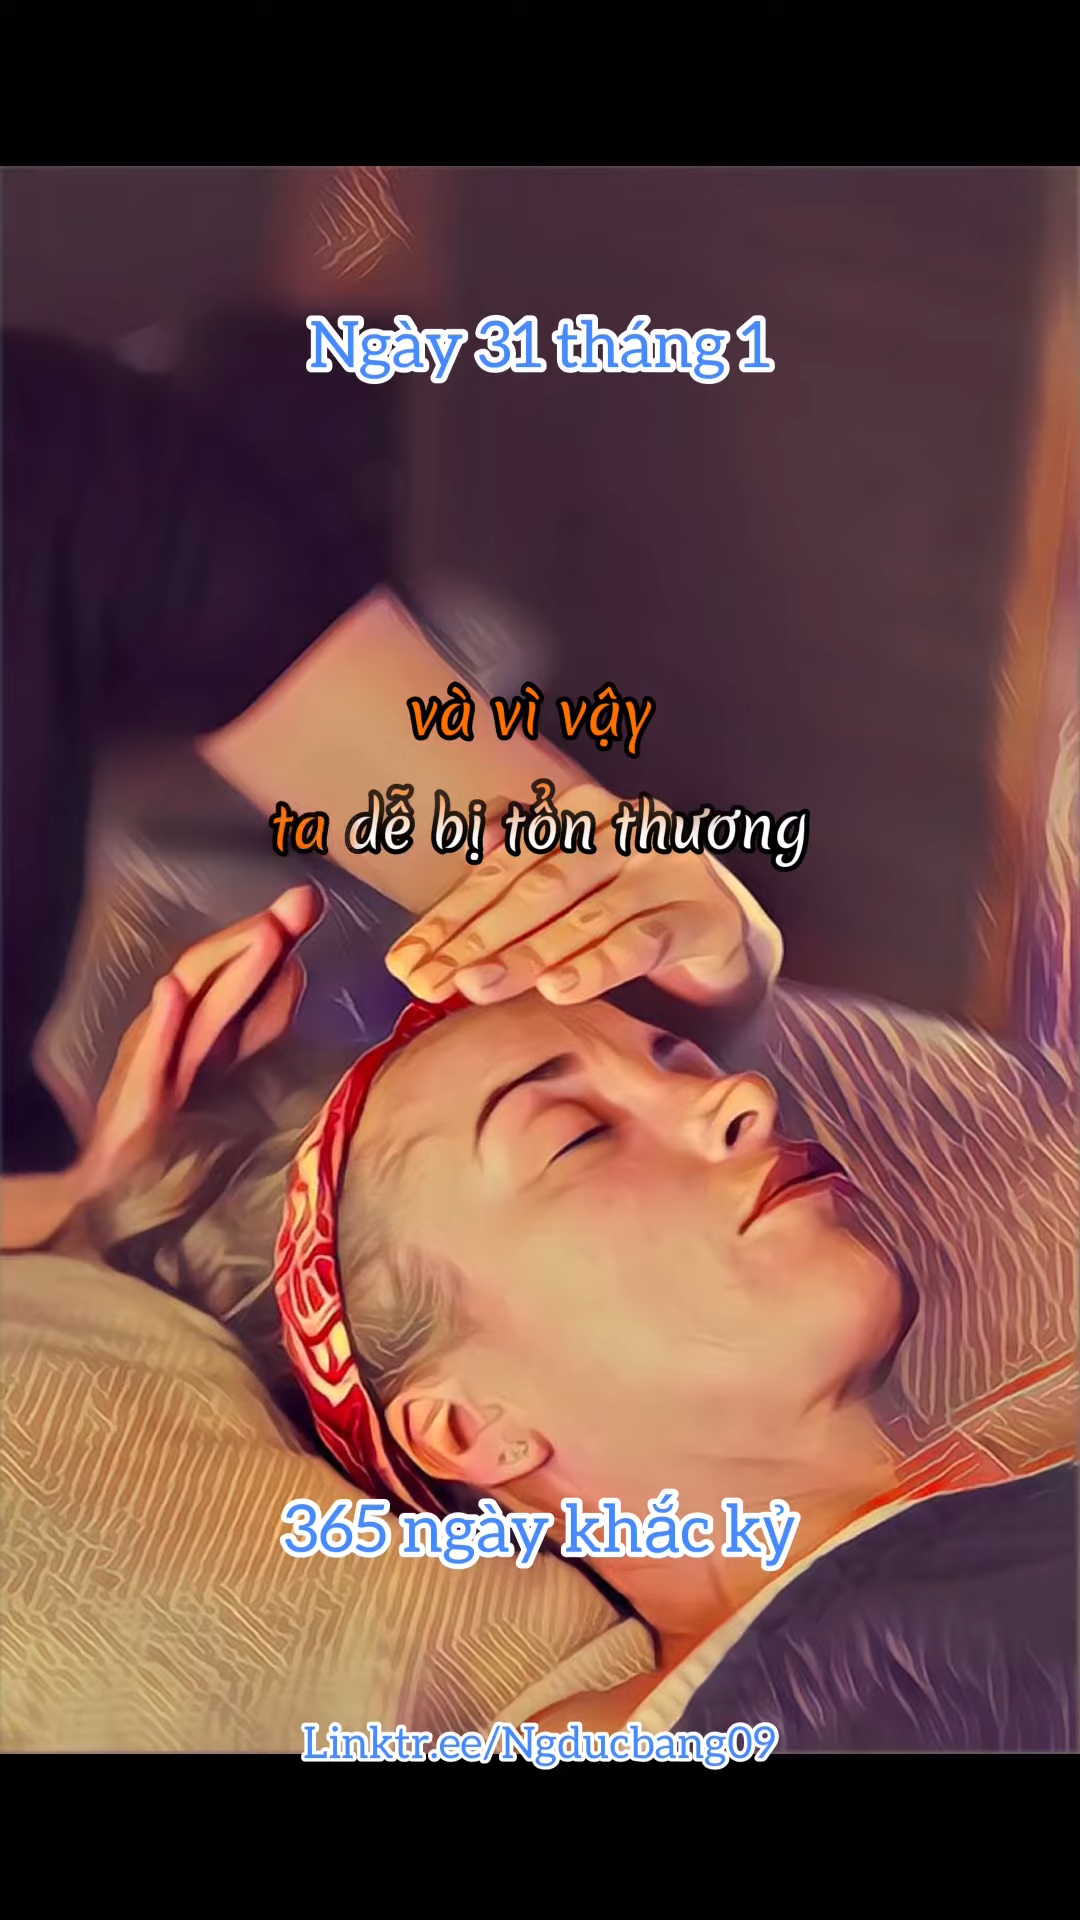 Ngày 31 tháng 1
và vì vậy
ta dễ bị tổn thương
365 ngày khắc kỷ
Linktr.ee/Ngducbang09